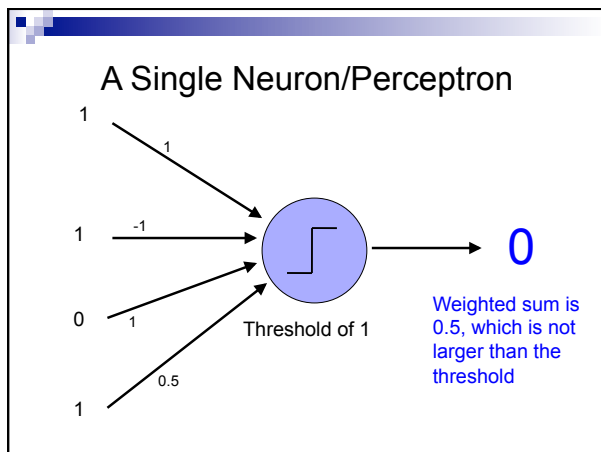 A Single Neuron/Perceptron
1
1
1
-1
0
1
1
0.5
Threshold of 1
0
Weighted sum is
0.5, which is not
larger than the
threshold